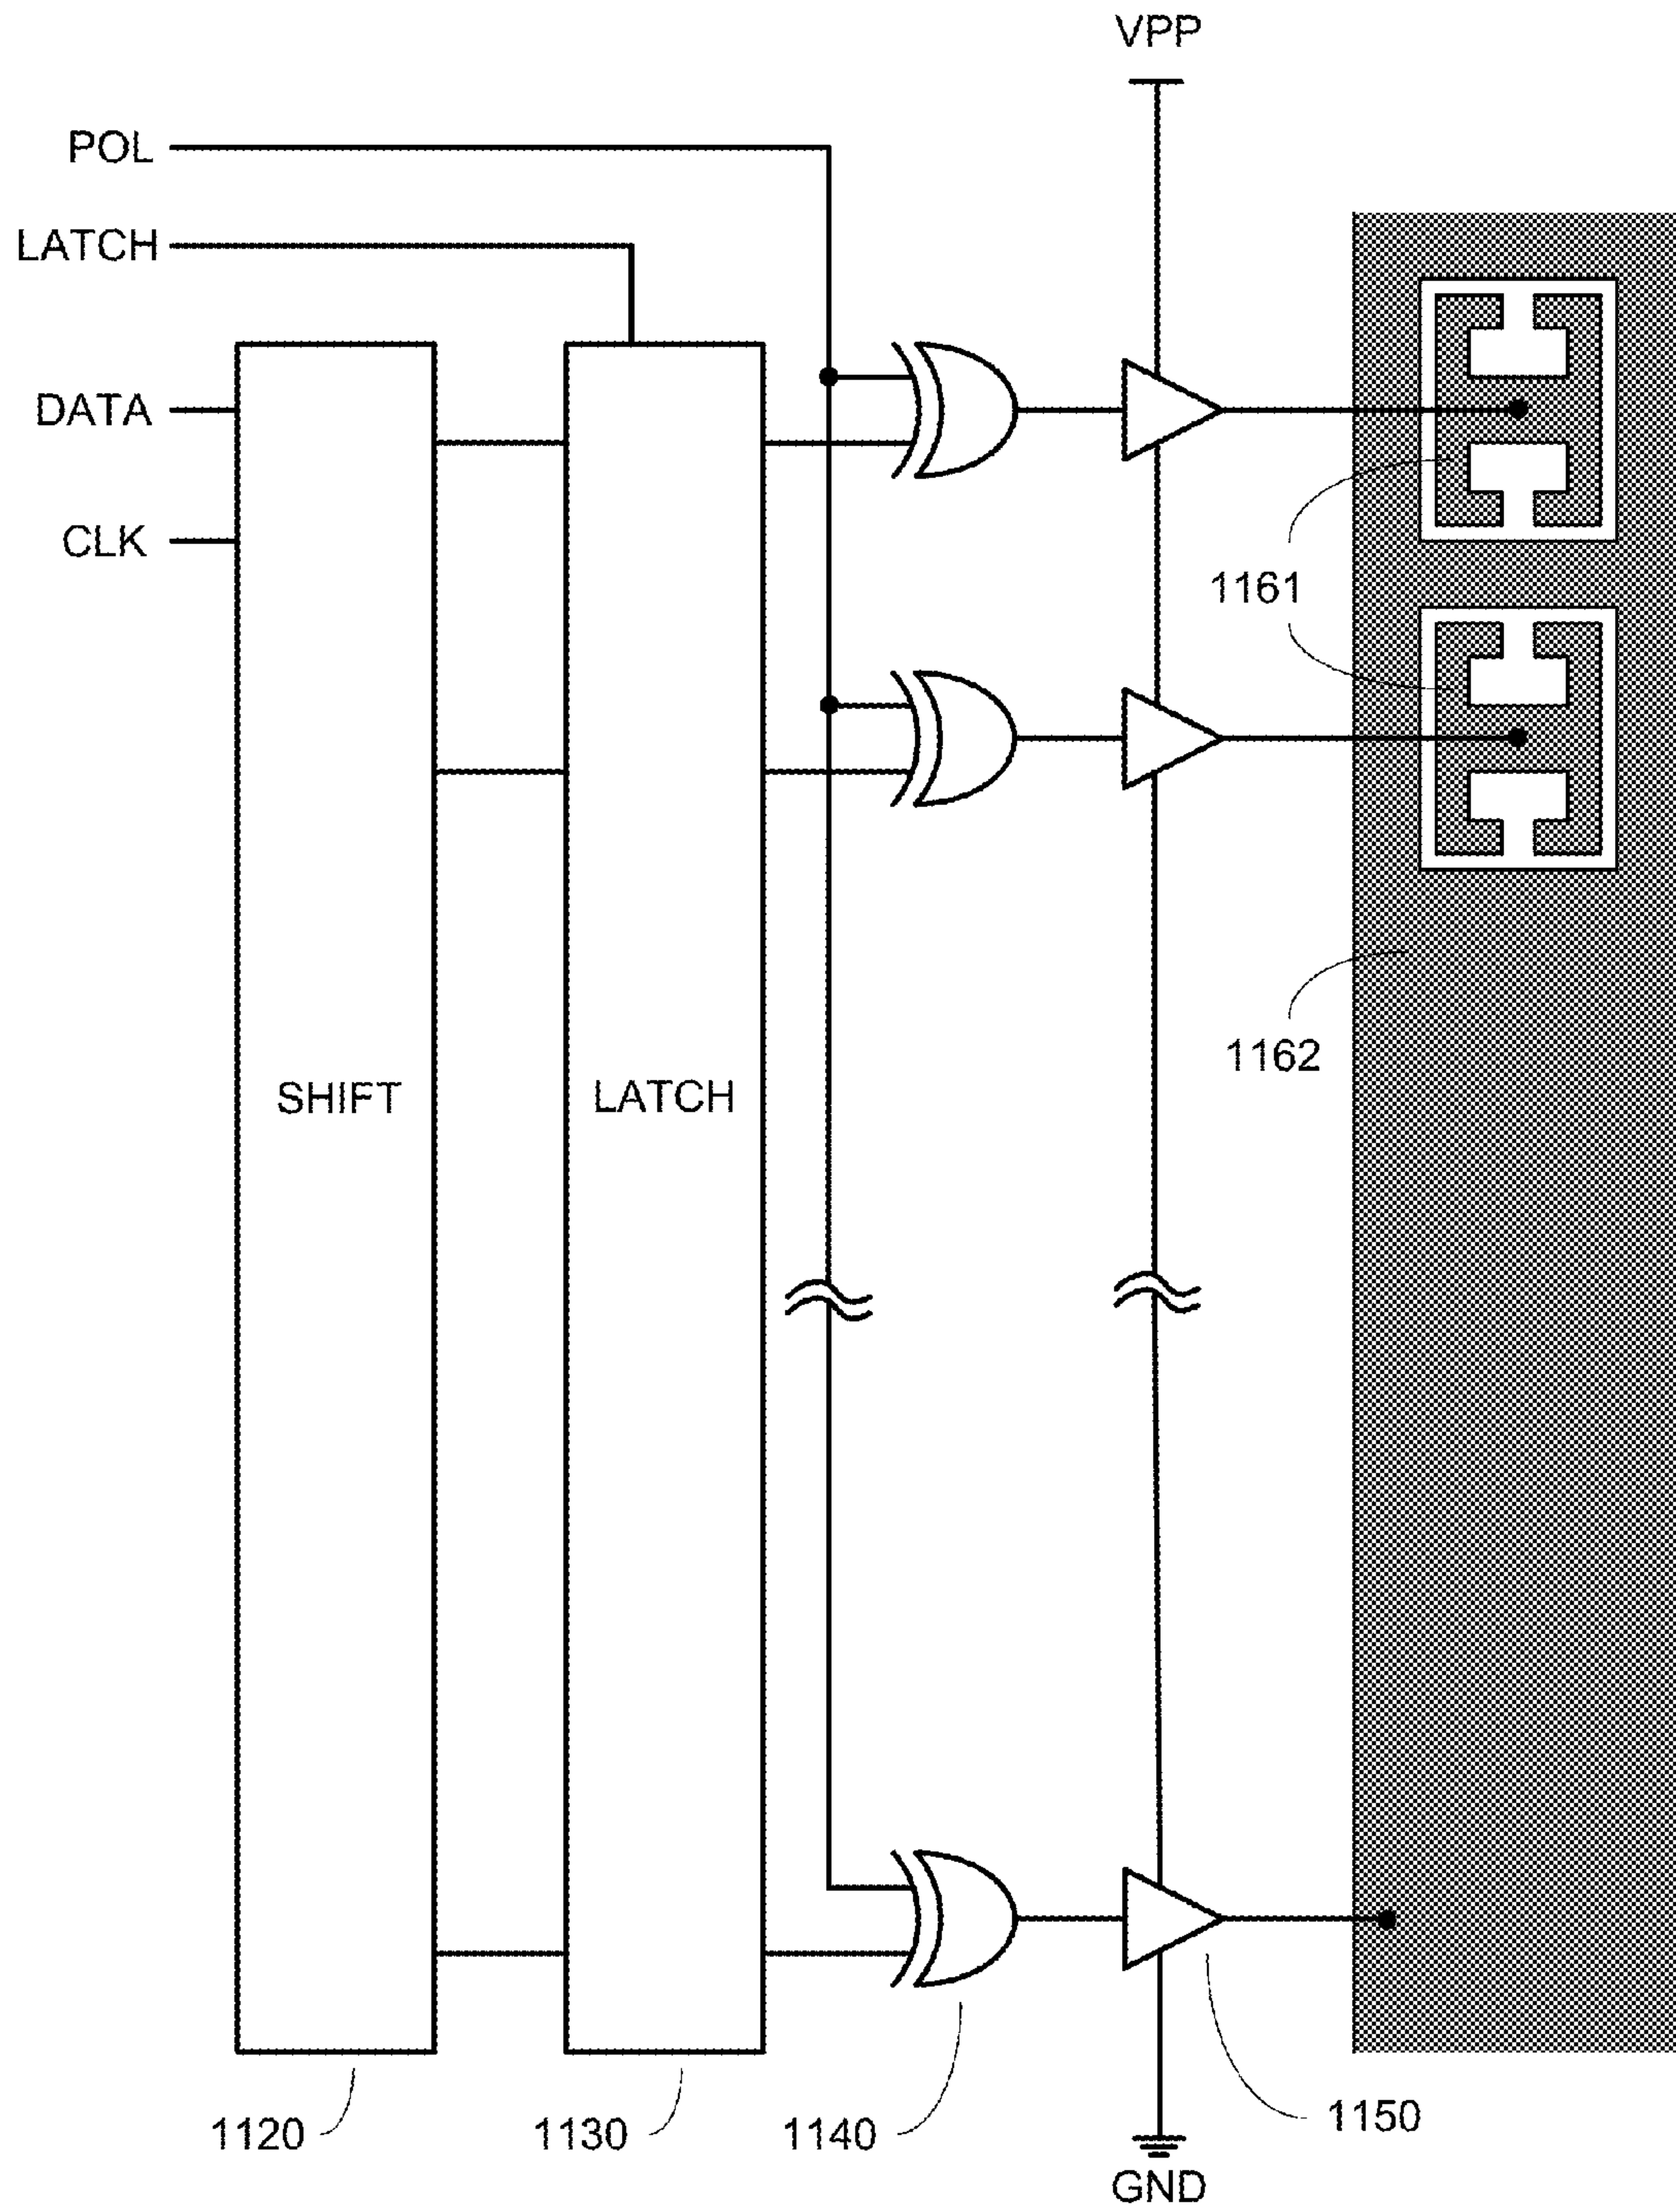 VPP
POL
LATCH
DATA
CLK
1161
1162
SHIFT
LATCH
1120
1130
1140
1150
GND